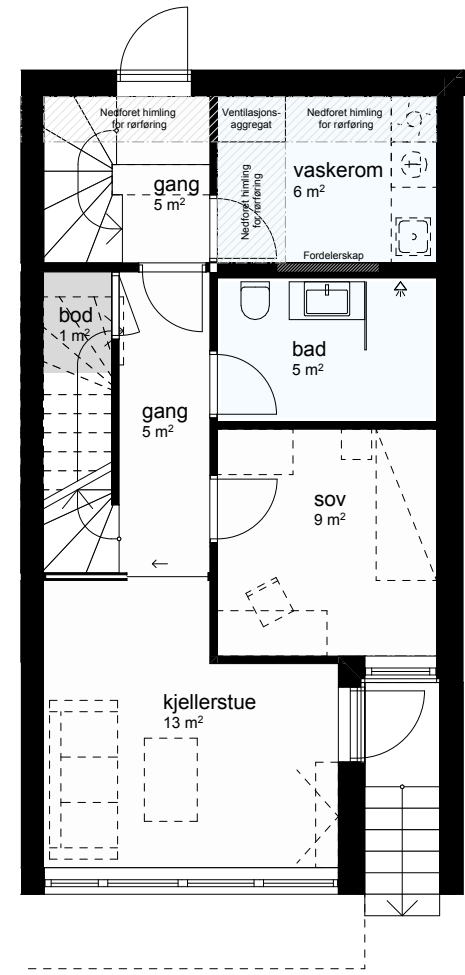 Nedforet himling
for rørføring
Ventilasjons-
aggregat
Nedforet himling
for rørføring
gang
5 m²
Nedforet himling
for rørføring
vaskerom
6 m²
Fordelerskap
bod
1 m²
bad
5 m²
gang
5 m²
sov
9 m²
kjellerstue
13 m²